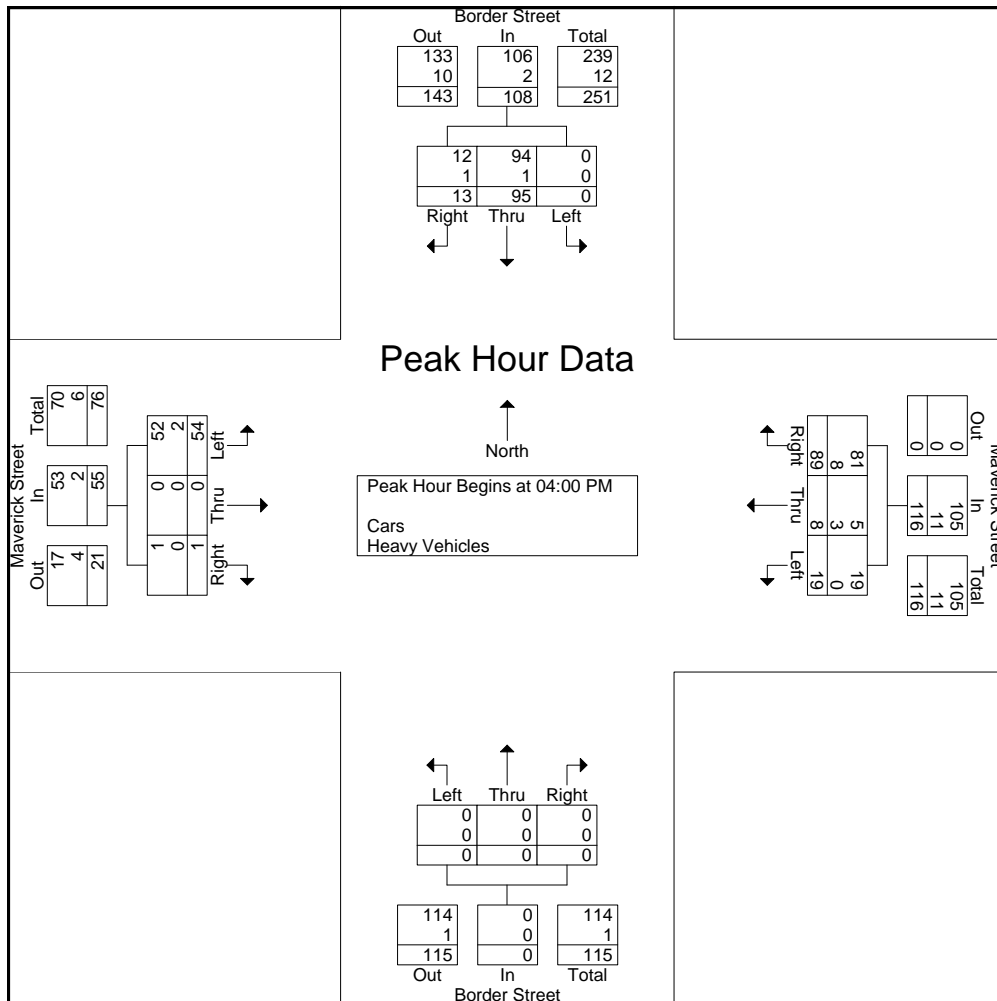 Border Street
Out In Total
133 106 239
10 2 12
143 108 251
12 94 0
1 1 0
13 95 0
Right Thru Left
Peak Hour Data
North
Peak Hour Begins at 04:00 PM
Cars
Heavy Vehicles
Maverick Street
Out In Total
17 53 70
4 2 6
21 55 76
Left Thru Right
52 0 1
2 0 0
54 0 1
Maverick Street
Out In Total
0 105 105
0 11 11
0 116 116
81 5 19
8 3 0
89 8 19
Right Thru Left
Left Thru Right
0 0 0
0 0 0
0 0 0
114 0 114
1 0 1
115 0 115
Out In Total
Border Street